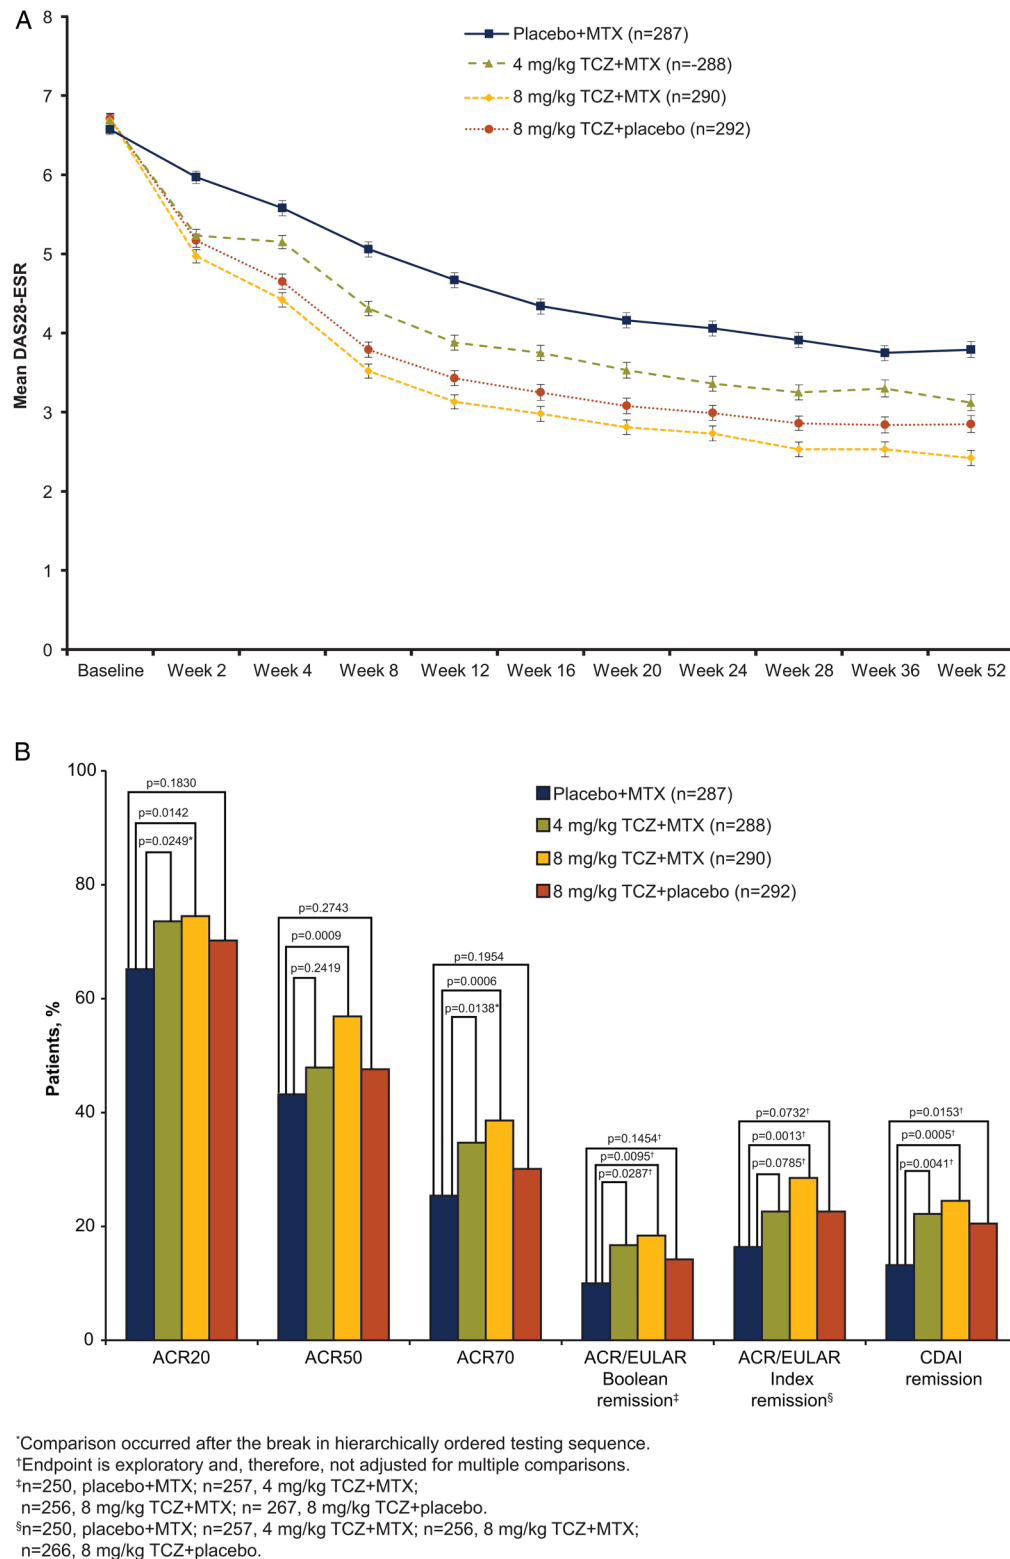 A
8
7
6
5
4
3
2
1
0
Mean DAS28-ESR
Placebo+MTX (n=287)
4 mg/kg TCZ+MTX (n=-288)
8 mg/kg TCZ+MTX (n=290)
8 mg/kg TCZ+placebo (n=292)
Baseline Week 2 Week 4 Week 8 Week 12 Week 16 Week 20 Week 24 Week 28 Week 36 Week 52
B
100
80
60
40
20
0
Patients, %
Placebo+MTX (n=287)
4 mg/kg TCZ+MTX (n=288)
8 mg/kg TCZ+MTX (n=290)
8 mg/kg TCZ+placebo (n=292)
p=0.1830
p=0.0142
p=0.0249*
p=0.2743
p=0.0009
p=0.2419
p=0.1954
p=0.0006
p=0.0138*
p=0.1454†
p=0.0095†
p=0.0287†
p=0.0732†
p=0.0013†
p=0.0785†
p=0.0153†
p=0.0005†
p=0.0041†
ACR20
ACR50
ACR70
ACR/EULAR
Boolean
remission‡
ACR/EULAR
Index
remission§
CDAI
remission
*Comparison occurred after the break in hierarchically ordered testing sequence.
†Endpoint is exploratory and, therefore, not adjusted for multiple comparisons.
‡n=250, placebo+MTX; n=257, 4 mg/kg TCZ+MTX;
n=256, 8 mg/kg TCZ+MTX; n= 267, 8 mg/kg TCZ+placebo.
§n=250, placebo+MTX; n=257, 4 mg/kg TCZ+MTX; n=256, 8 mg/kg TCZ+MTX;
n=266, 8 mg/kg TCZ+placebo.